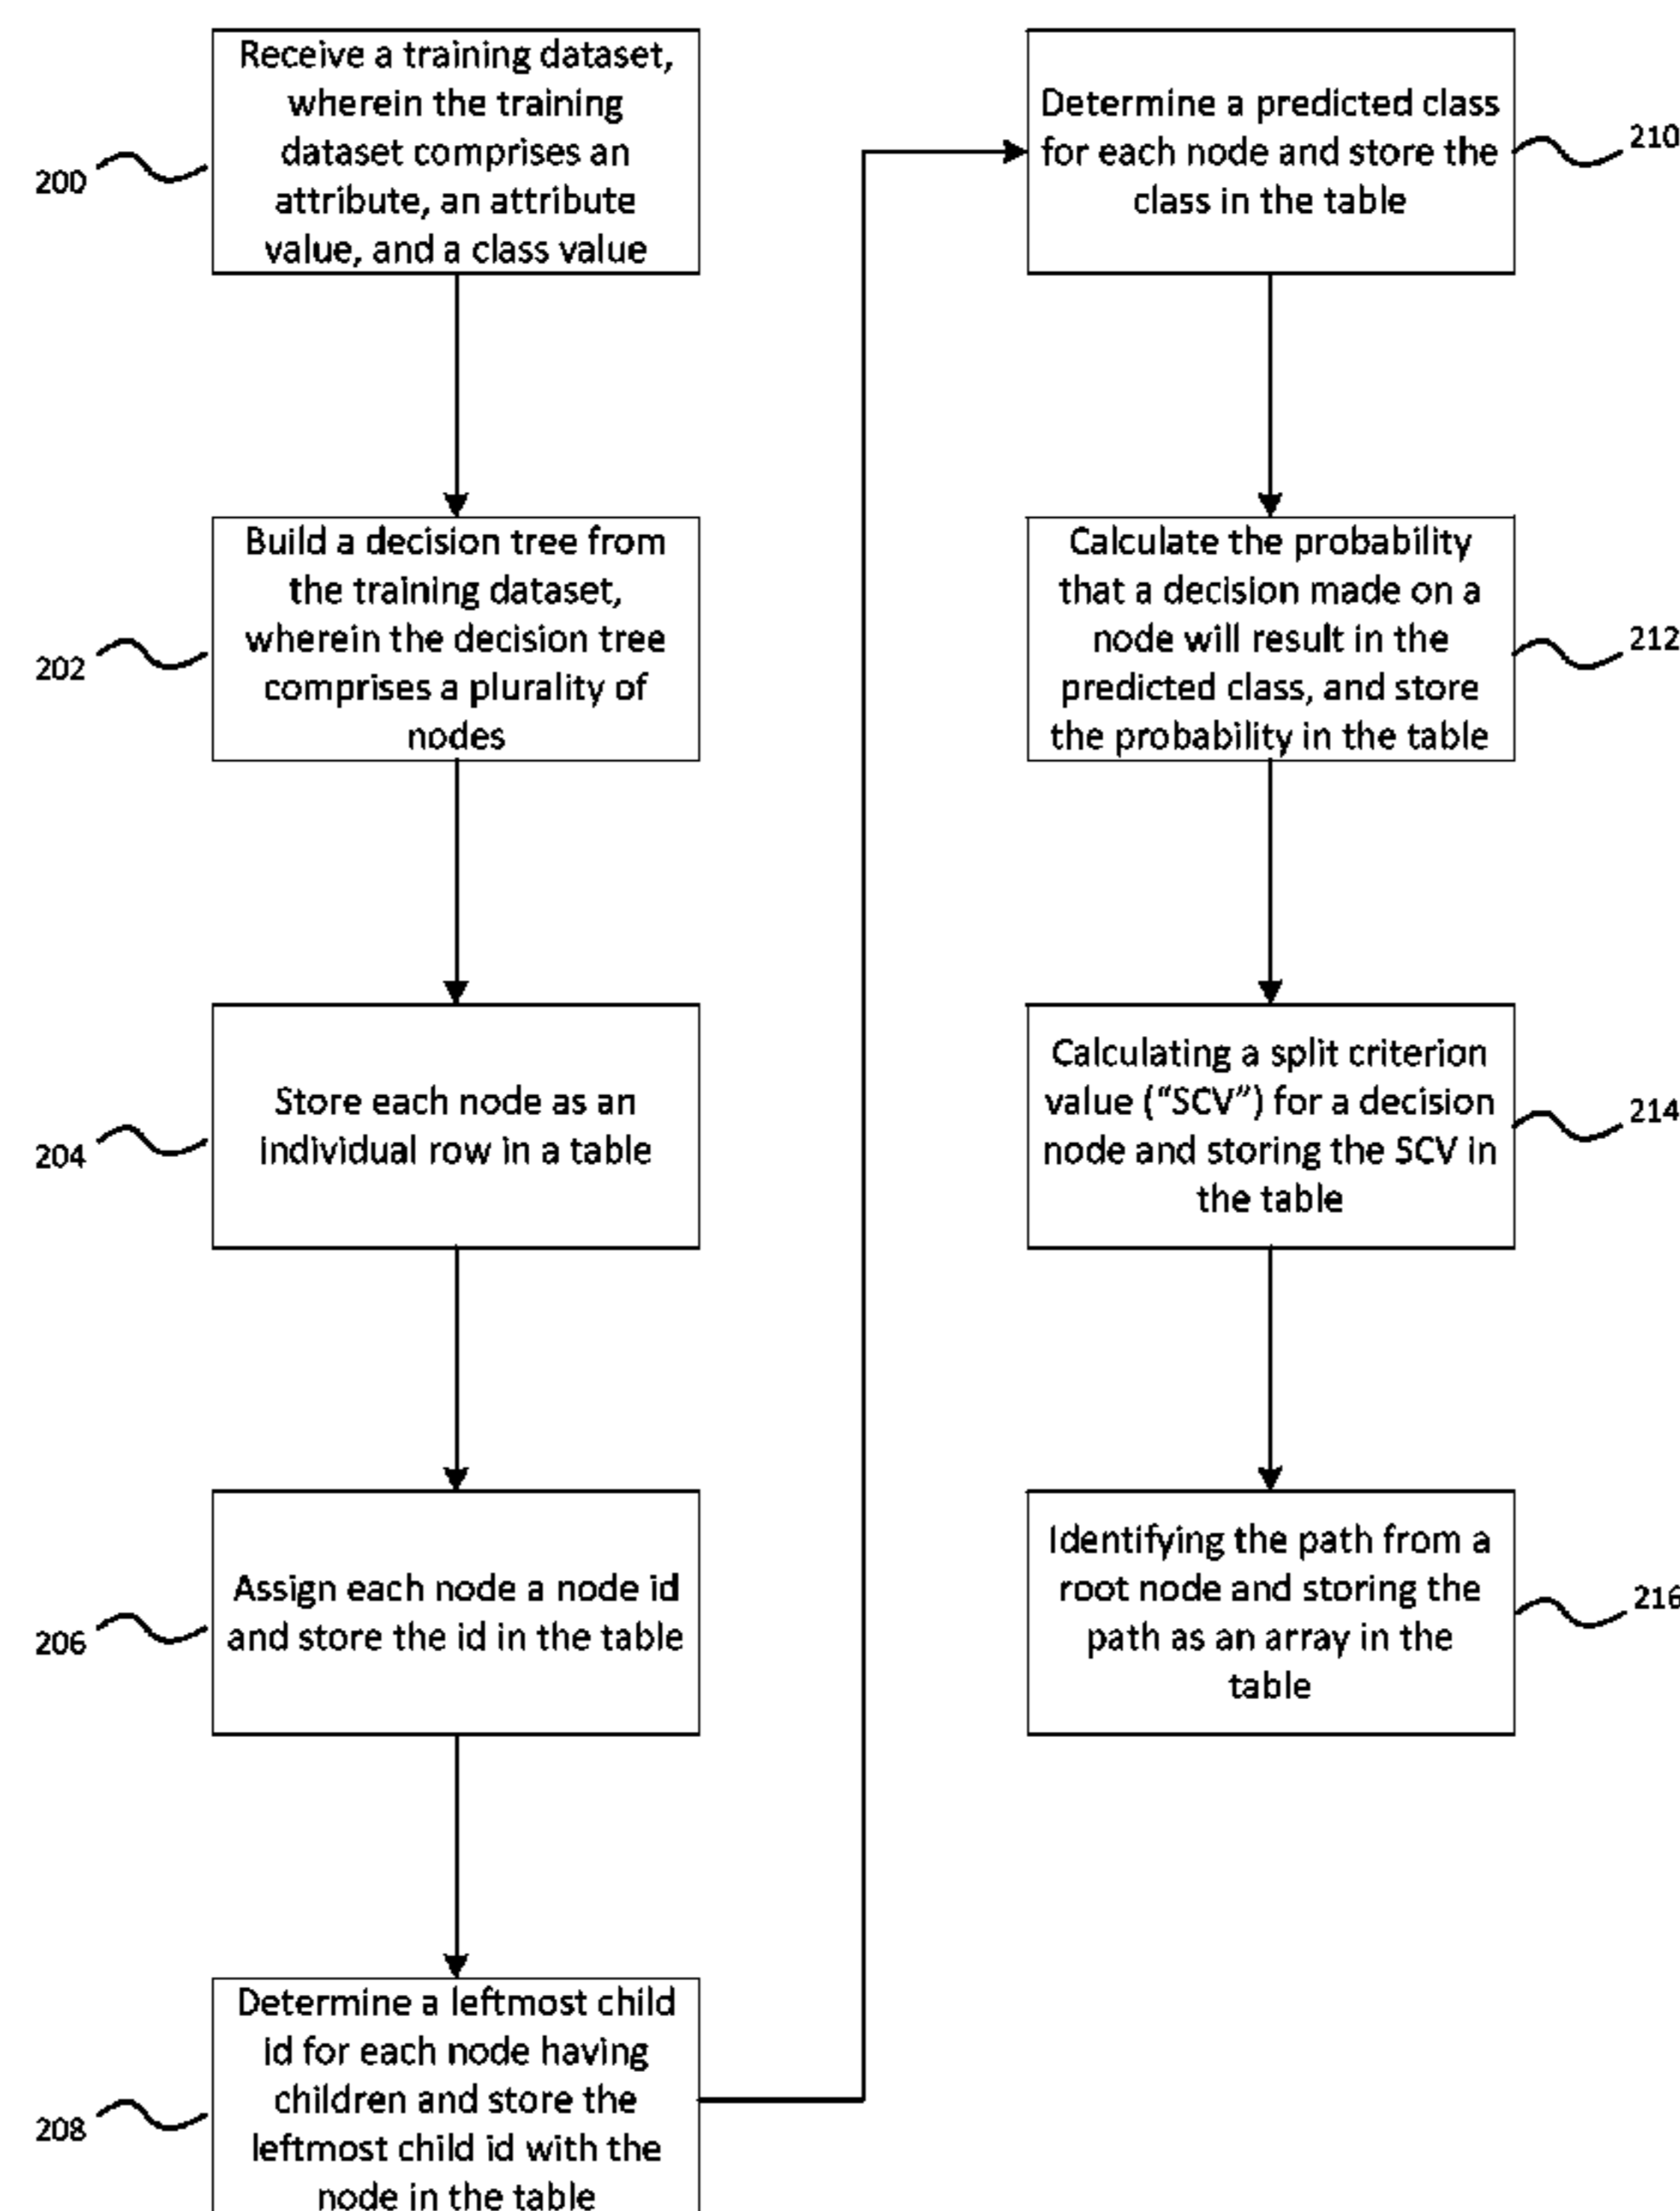 Receive a training dataset,
wherein the training
dataset comprises an
attribute, an attribute
value, and a class value
200
Build a decision tree from
the training dataset,
wherein the decision tree
comprises a plurality of
nodes
202
Store each node as an
individual row in a table
204
Assign each node a node id
and store the id in the table
206
Determine a leftmost child
id for each node having
children and store the
leftmost child id with the
node in the table
208
Determine a predicted class
for each node and store the
class in the table
210
Calculate the probability
that a decision made on a
node will result in the
predicted class, and store
the probability in the table
212
Calculating a split criterion
value (“SCV”) for a decision
node and storing the SCV in
the table
214
Identifying the path from a
root node and storing the
path as an array in the
table
216